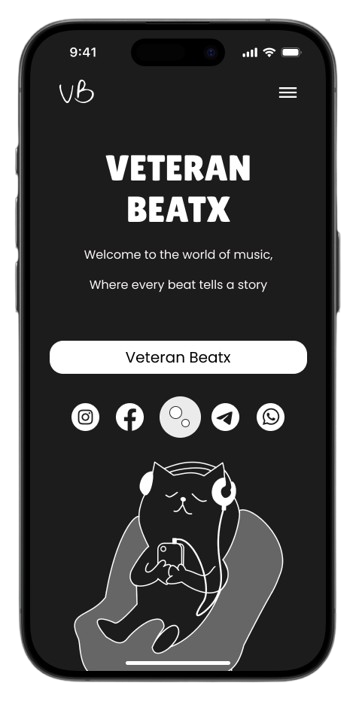 9:41
VB
VETERAN
BEATX
Welcome to the world of music,
Where every beat tells a story
Veteran Beatx